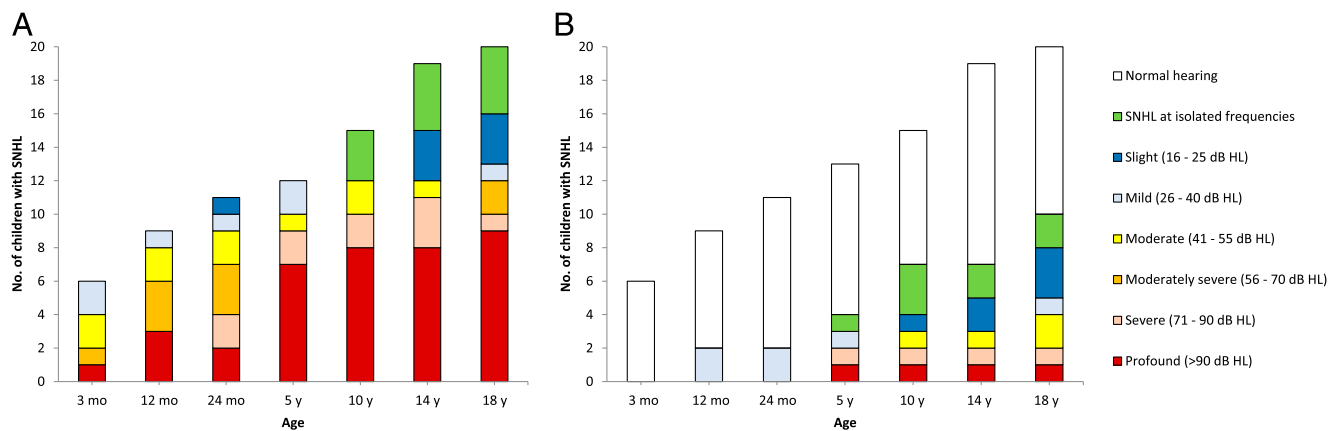 A
No. of children with SNHL
20
18
16
14
12
10
8
6
4
2
0
3 mo 12 mo 24 mo 5 y 10 y 14 y 18 y
Age
B
No. of children with SNHL
20
18
16
14
12
10
8
6
4
2
0
3 mo 12 mo 24 mo 5 y 10 y 14 y 18 y
Age
Normal hearing
SNHL at isolated frequencies
Slight (16 - 25 dB HL)
Mild (26 - 40 dB HL)
Moderate (41 - 55 dB HL)
Moderately severe (56 - 70 dB HL)
Severe (71 - 90 dB HL)
Profound (>90 dB HL)